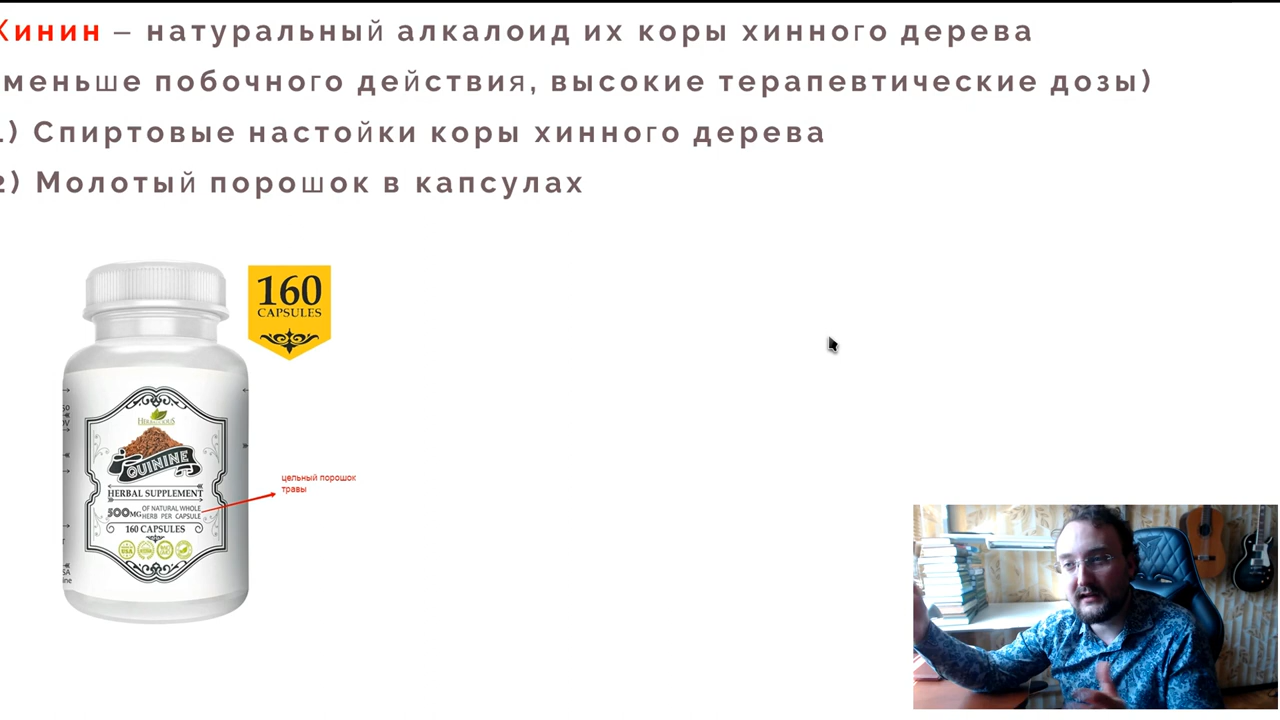 Хинин – натуральный алкалоид их коры хинного дерева
меньше побочного действия, высокие терапевтические дозы)
1) Спиртовые настойки коры хинного дерева
2) Молотый порошок в капсулах
160
CAPSULES
QUININE
HERBAL SUPPLEMENT
500MG OF NATURAL WHOLE
HERB PER CAPSULE
160 CAPSULES
цельный порошок
травы